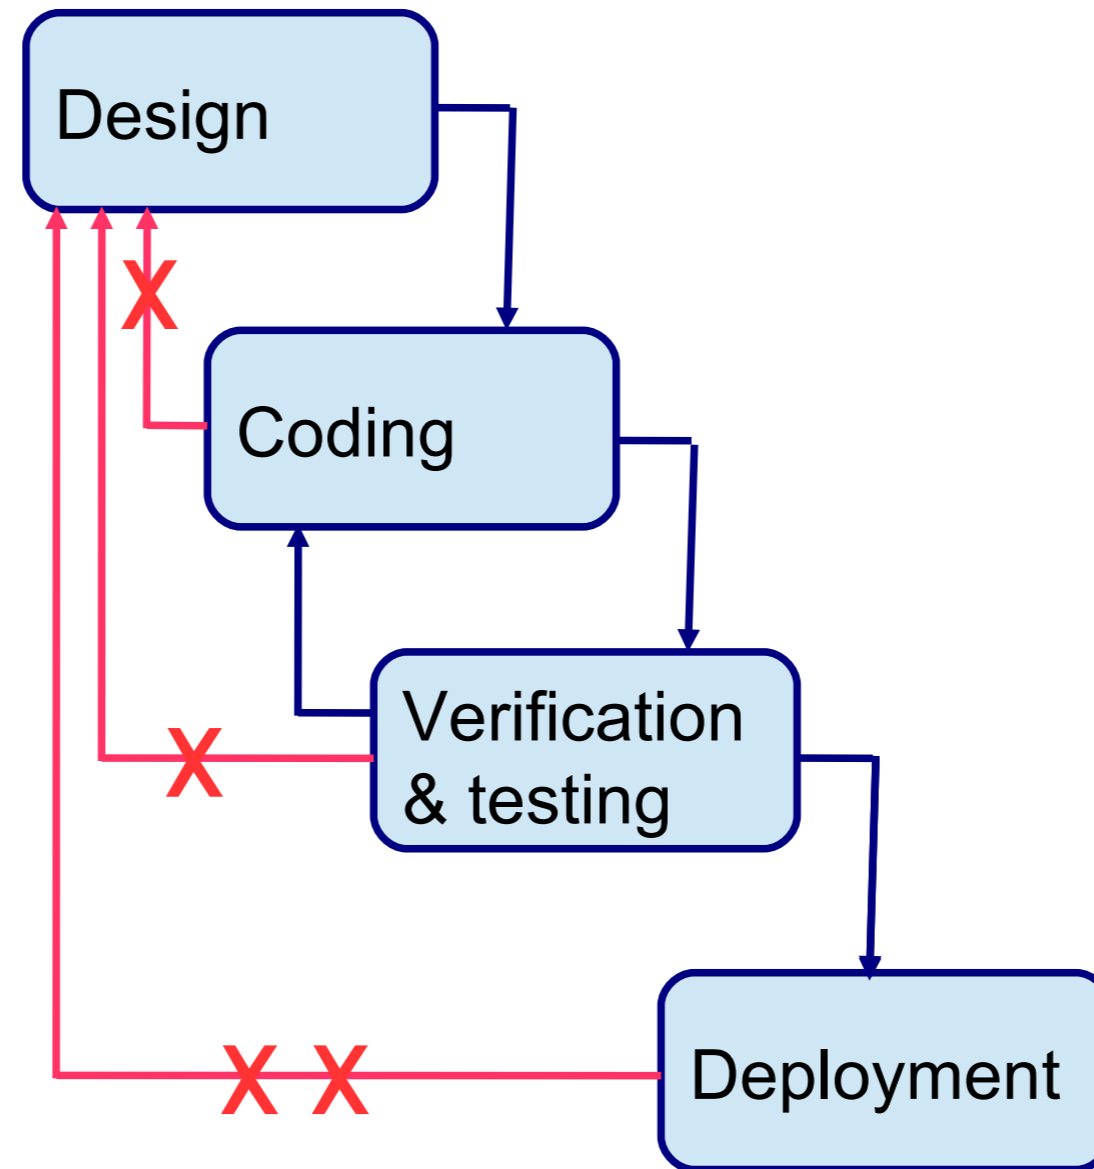 Design
X
Coding
Verification
& testing
X
Deployment
X X